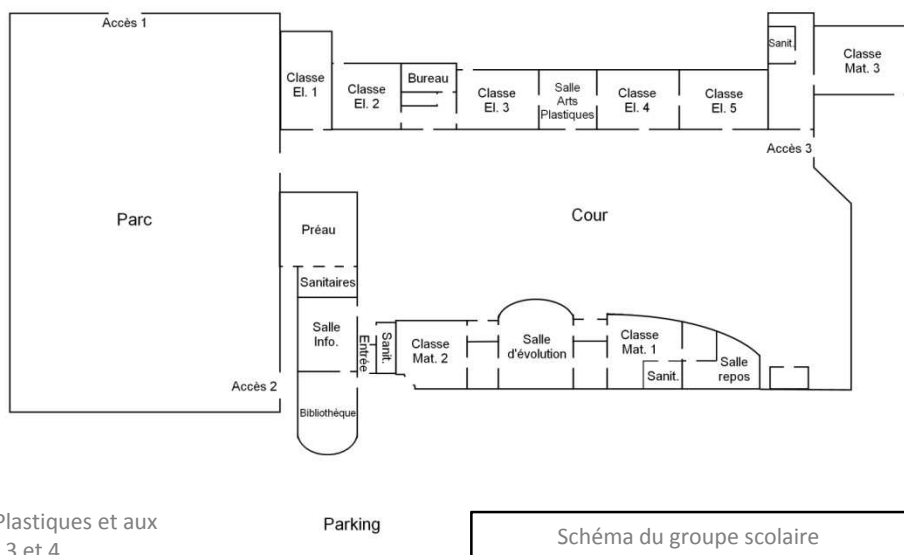 Accès 1
Classe
El. 1
Classe
El. 2
Bureau
Classe
El. 3
Salle
Arts
Plastiques
Classe
El. 4
Classe
El. 5
Sanit.
Classe
Mat. 3
Accès 3
Parc
Cour
Préau
Sanitaires
Salle
Info.
Entrée
Sanit.
Classe
Mat. 2
Salle
d'évolution
Classe
Mat. 1
Sanit.
Salle
repos
Accès 2
Bibliothèque
Parking
Plastiques et aux
3 et 4
Schéma du groupe scolaire